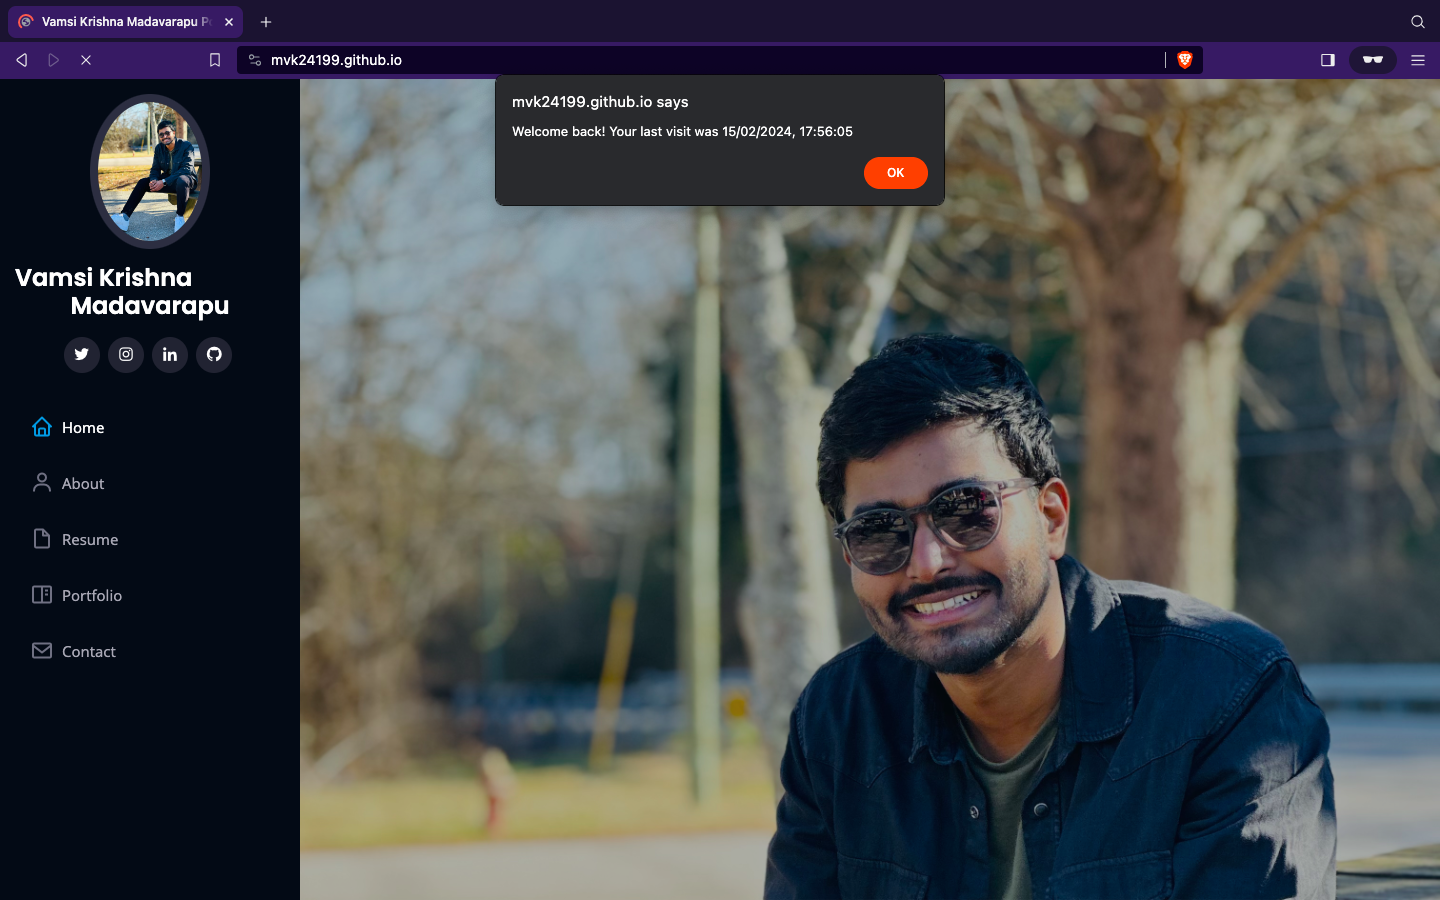 Vamsi Krishna Madavarapu P
mvk24199.github.io
mvk24199.github.io says
Welcome back! Your last visit was 15/02/2024, 17:56:05
OK
Vamsi Krishna
Madavarapu
Home
About
Resume
Portfolio
Contact